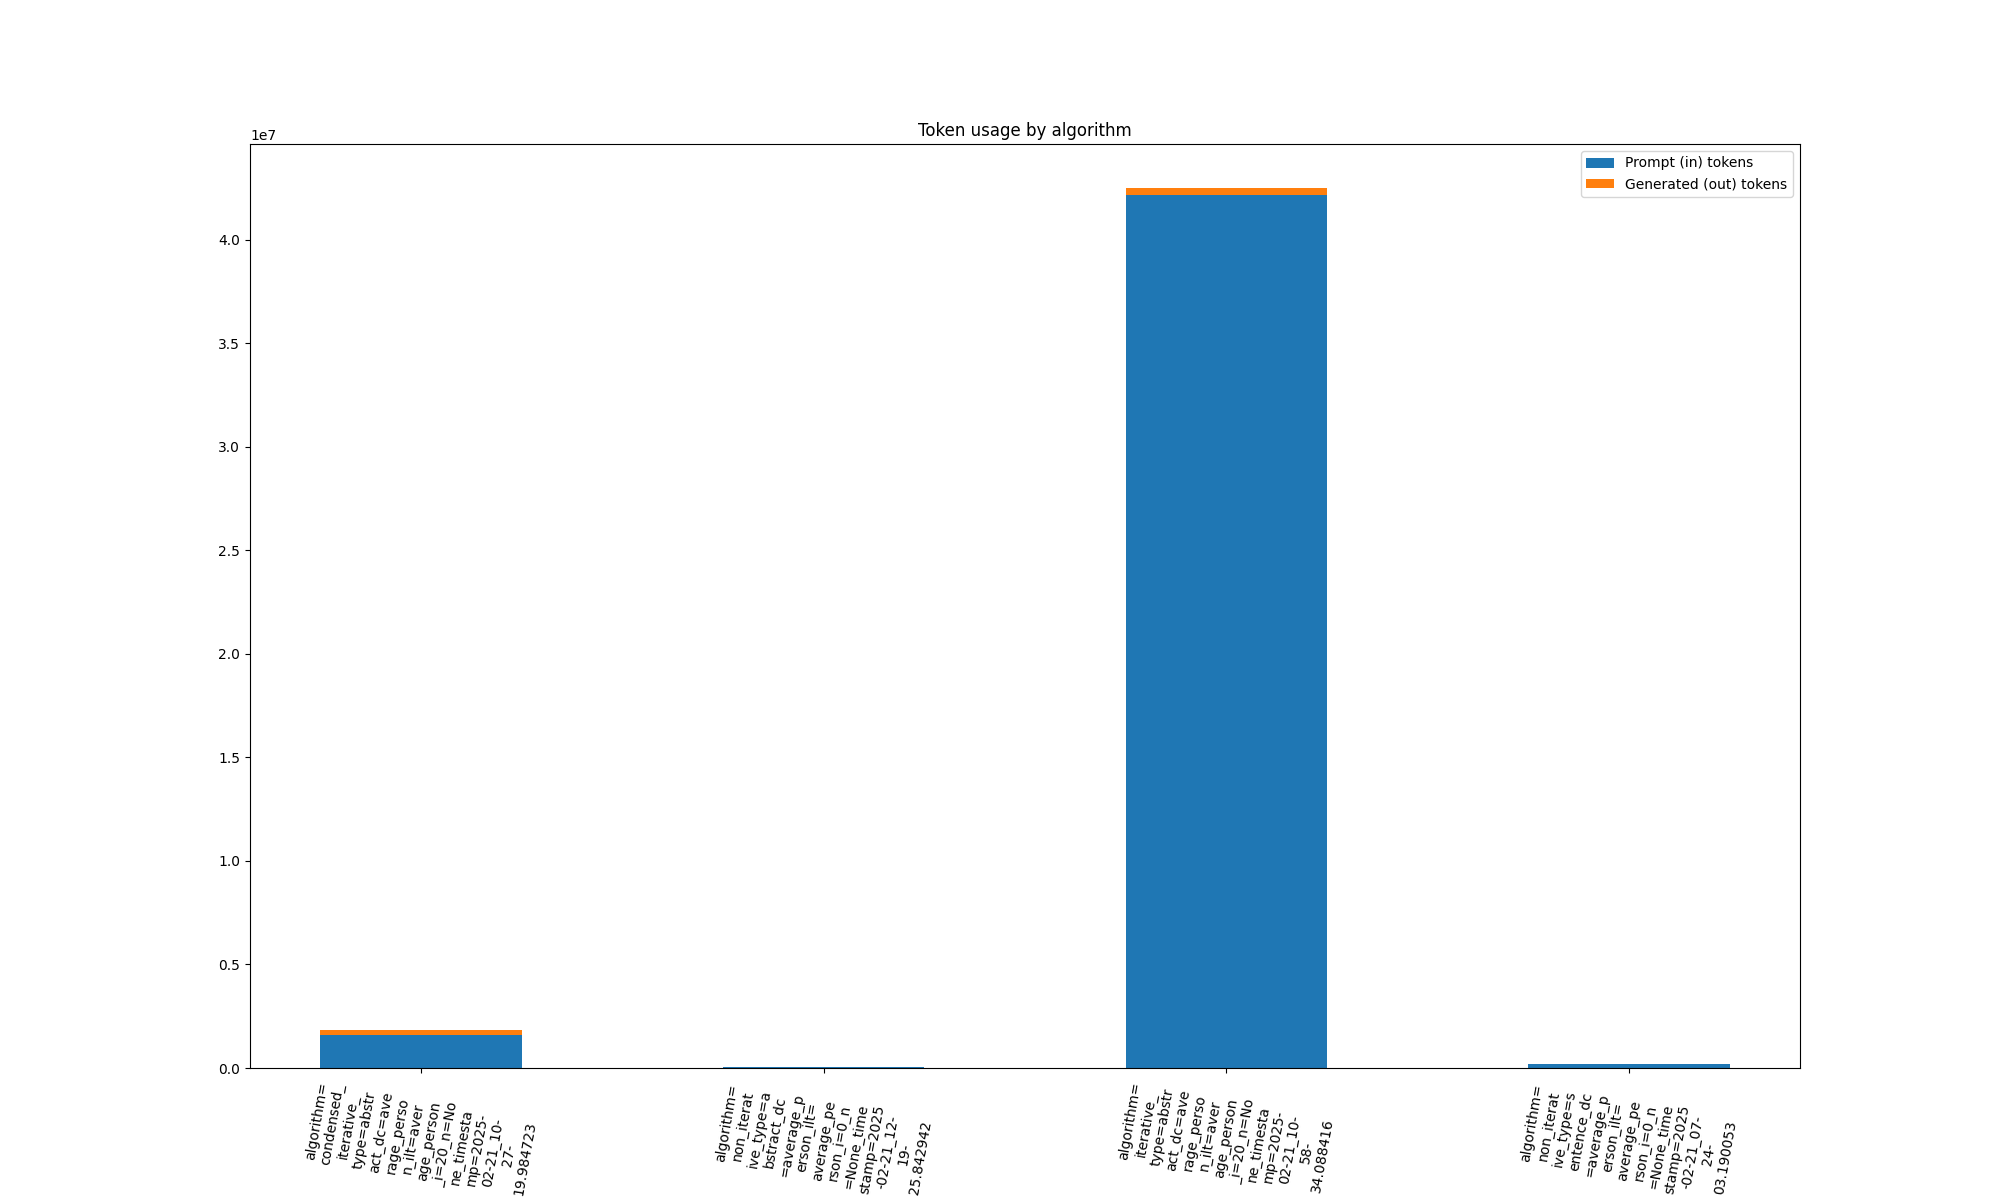 Token usage by algorithm
1e7
Prompt (in) tokens
Generated (out) tokens
4.0
3.5
3.0
2.5
2.0
1.5
1.0
0.5
0.0
algorithm=
condensed_
iterative_
type=abstr
act_dc=ave
rage_perso
n_ilt=aver
age_person
_i=20_n=No
ne_timesta
mp=2025-
02-21_10-
27-
19.984723
algorithm=
non_iterat
ive_type=a
bstract_dc
=average_p
erson_ilt=
average_pe
rson_i=0_n
=None_time
stamp=2025
-02-21_12-
19-
25.842942
algorithm=
iterative_
type=abstr
act_dc=ave
rage_perso
n_ilt=aver
age_person
_i=20_n=No
ne_timesta
mp=2025-
02-21_10-
58-
34.088416
algorithm=
non_iterat
ive_type=s
entence_dc
=average_p
erson_ilt=
average_pe
rson_i=0_n
=None_time
stamp=2025
-02-21_07-
24-
03.190053